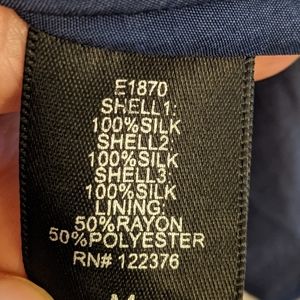 E1870
SHELL1:
100%SILK
SHELL2:
100%SILK
SHELL3:
100%SILK
LINING:
50%RAYON
50%POLYESTER
RN# 122376